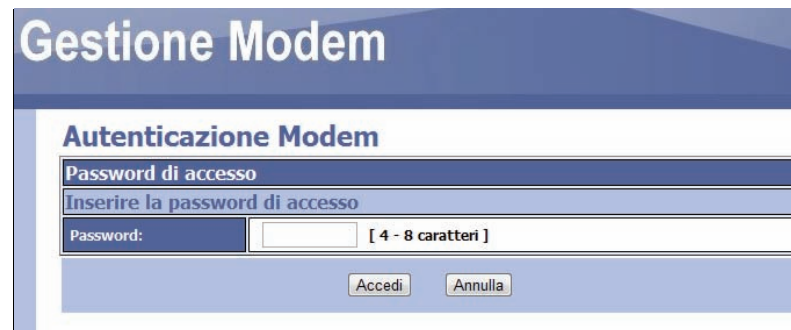 Gestione Modem
Autenticazione Modem
Password di accesso
Inserire la password di accesso
Password: [ 4 - 8 caratteri ]
Accedi Annulla